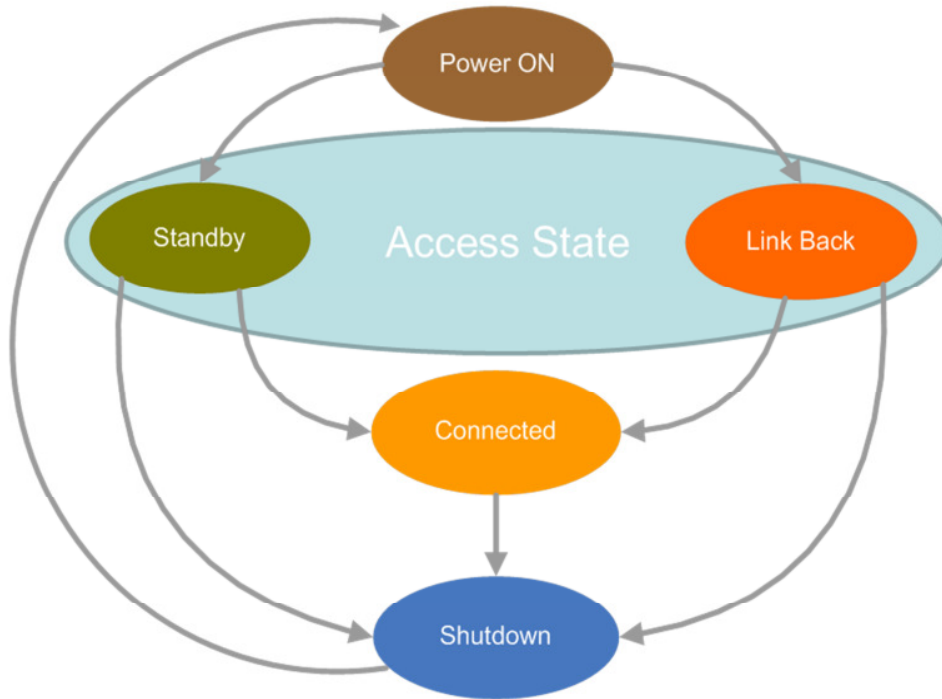 Power ON
Standby
Access State
Link Back
Connected
Shutdown